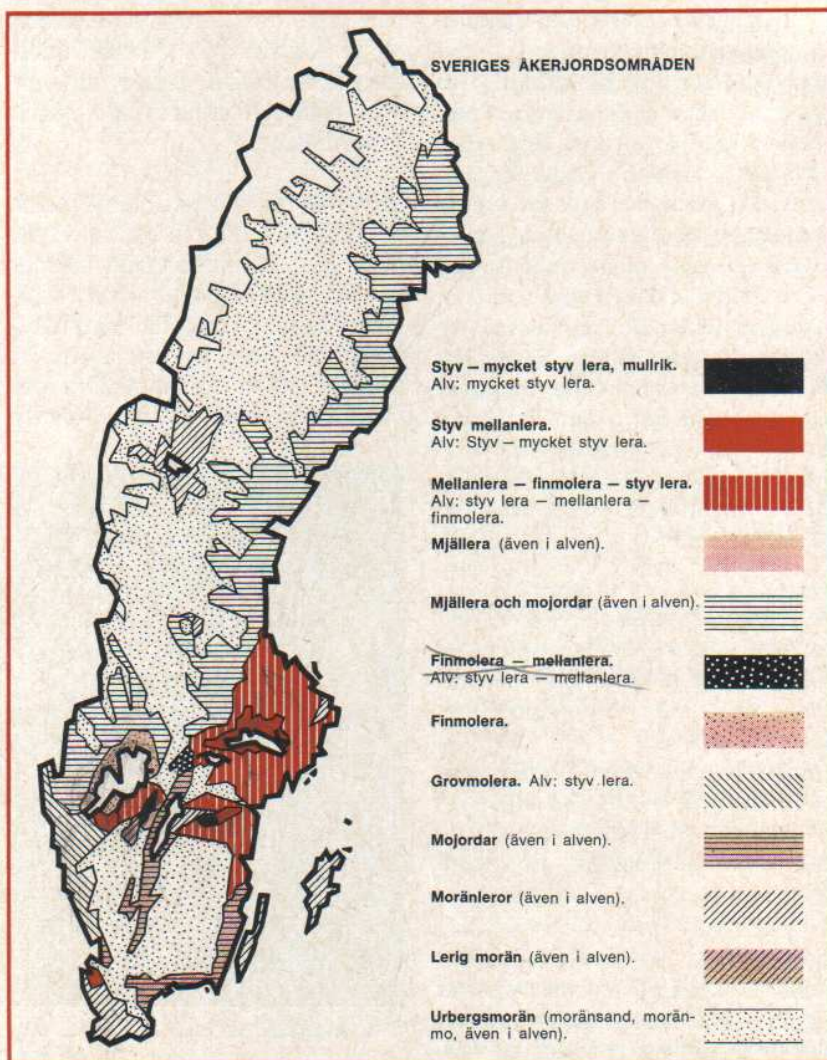 SVERIGES ÅKERJORDSOMRÅDEN
Styv — mycket styv lera, mullrik.
Alv: mycket styv lera.
Styv mellanlera.
Alv: Styv — mycket styv lera.
Mellanlera — finmolera — styv lera.
Alv: styv lera — mellanlera —
finmolera.
Mjällera (även i alven).
Mjällera och mojordar (även i alven).
Finmolera — mellanlera.
Alv: styv lera — mellanlera.
Finmolera.
Grovmolera. Alv: styv lera.
Mojordar (även i alven).
Moränleror (även i alven).
Lerig morän (även i alven).
Urbergsmorän (moränsand, morän-
mo, även i alven).